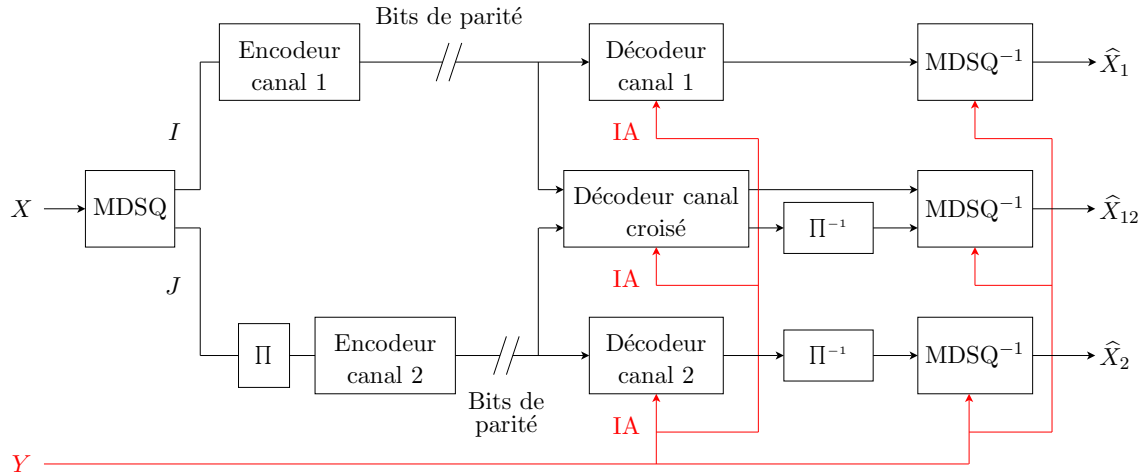 Bits de parité
Encodeur
canal 1
Décodeur
canal 1
MDSQ⁻¹
X̂₁
I
IA
X
MDSQ
Décodeur canal
croisé
Π⁻¹
MDSQ⁻¹
X̂₁₂
J
IA
Π
Encodeur
canal 2
Décodeur
canal 2
Π⁻¹
MDSQ⁻¹
X̂₂
Bits de
parité
IA
Y